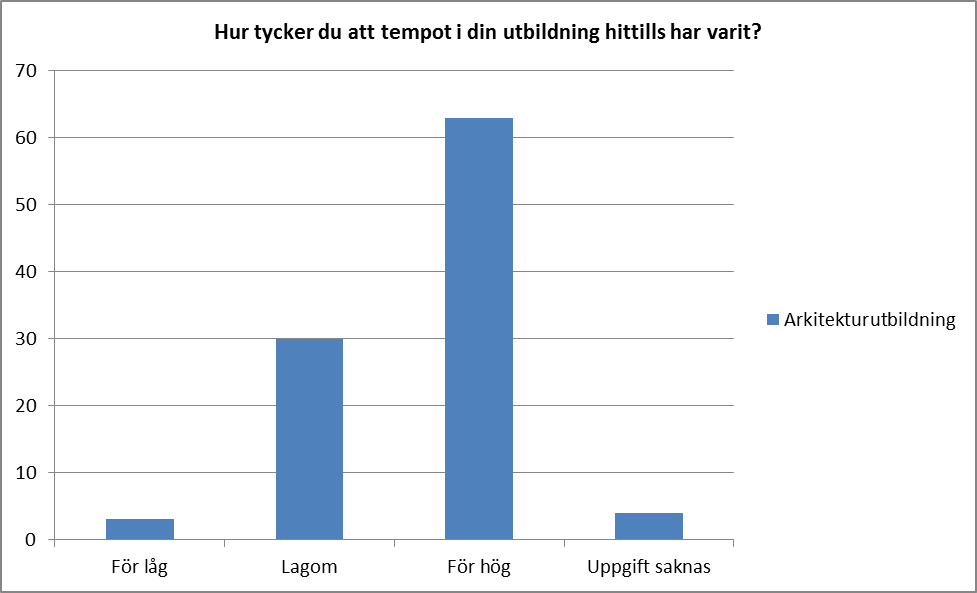 Hur tycker du att tempot i din utbildning hittills har varit?
70
60
50
40
30
20
10
0
För låg
Lagom
För hög
Uppgift saknas
Arkitekturutbildning